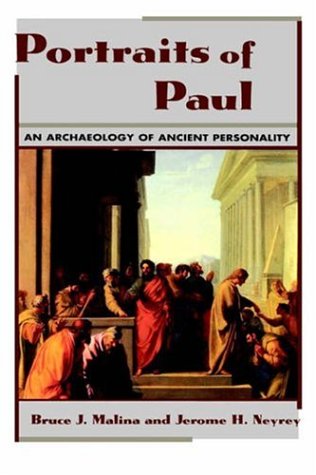 Portraits of
Paul
AN ARCHAEOLOGY OF ANCIENT PERSONALITY
Bruce J. Malina and Jerome H. Neyrey